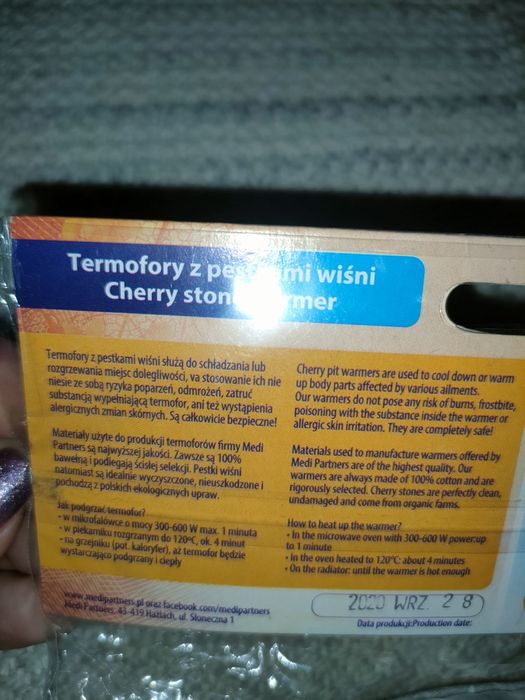 Termofory z pestkami wiśni
Cherry stone warmer
Termofory z pestkami wiśni służą do schładzania lub
rozgrzewania miejsc dolegliwości, va stosowanie ich nie
niesie ze sobą ryzyka poparzeń, odmrożeń, zatruć
substancją wypełniającą termofor, ani też wystąpienia
alergicznych zmian skórnych. Są całkowicie bezpieczne!
Materiały użyte do produkcji termoforów firmy Medi
Partners są najwyższej jakości. Zawsze są 100%
bawełną i podlegają ścisłej selekcji. Pestki wiśni
natomiast są idealnie wyczyszczone, nieuszkodzone i
pochodzą z polskich ekologicznych upraw.
Jak podgrzać termofor?
• w mikrofalówce o mocy 300-600 W max. 1 minuta
• w piekarniku rozgrzanym do 120°C, ok. 4 minut
• na grzejniku (pot. kaloryfer), aż termofor będzie
wystarczająco podgrzany i ciepły
www.medipartners.pl oraz facebook.com/medipartners
Medi Partners, 43-419 Hażlach, ul. Słoneczna 1
Cherry pit warmers are used to cool down or warm
up body parts affected by various ailments.
Our warmers do not pose any risk of burns, frostbite,
poisoning with the substance inside the warmer or
allergic skin irritation. They are completely safe!
Materials used to manufacture warmers offered by
Medi Partners are of the highest quality. Our
warmers are always made of 100% cotton and are
rigorously selected. Cherry stones are perfectly clean,
undamaged and come from organic farms.
How to heat up the warmer?
• In the microwave oven with 300-600 W power:up
to 1 minute
• In the oven heated to 120°C: about 4 minutes
• On the radiator: until the warmer is hot enough
2020 WRZ. 28
Data produkcji:Production date: